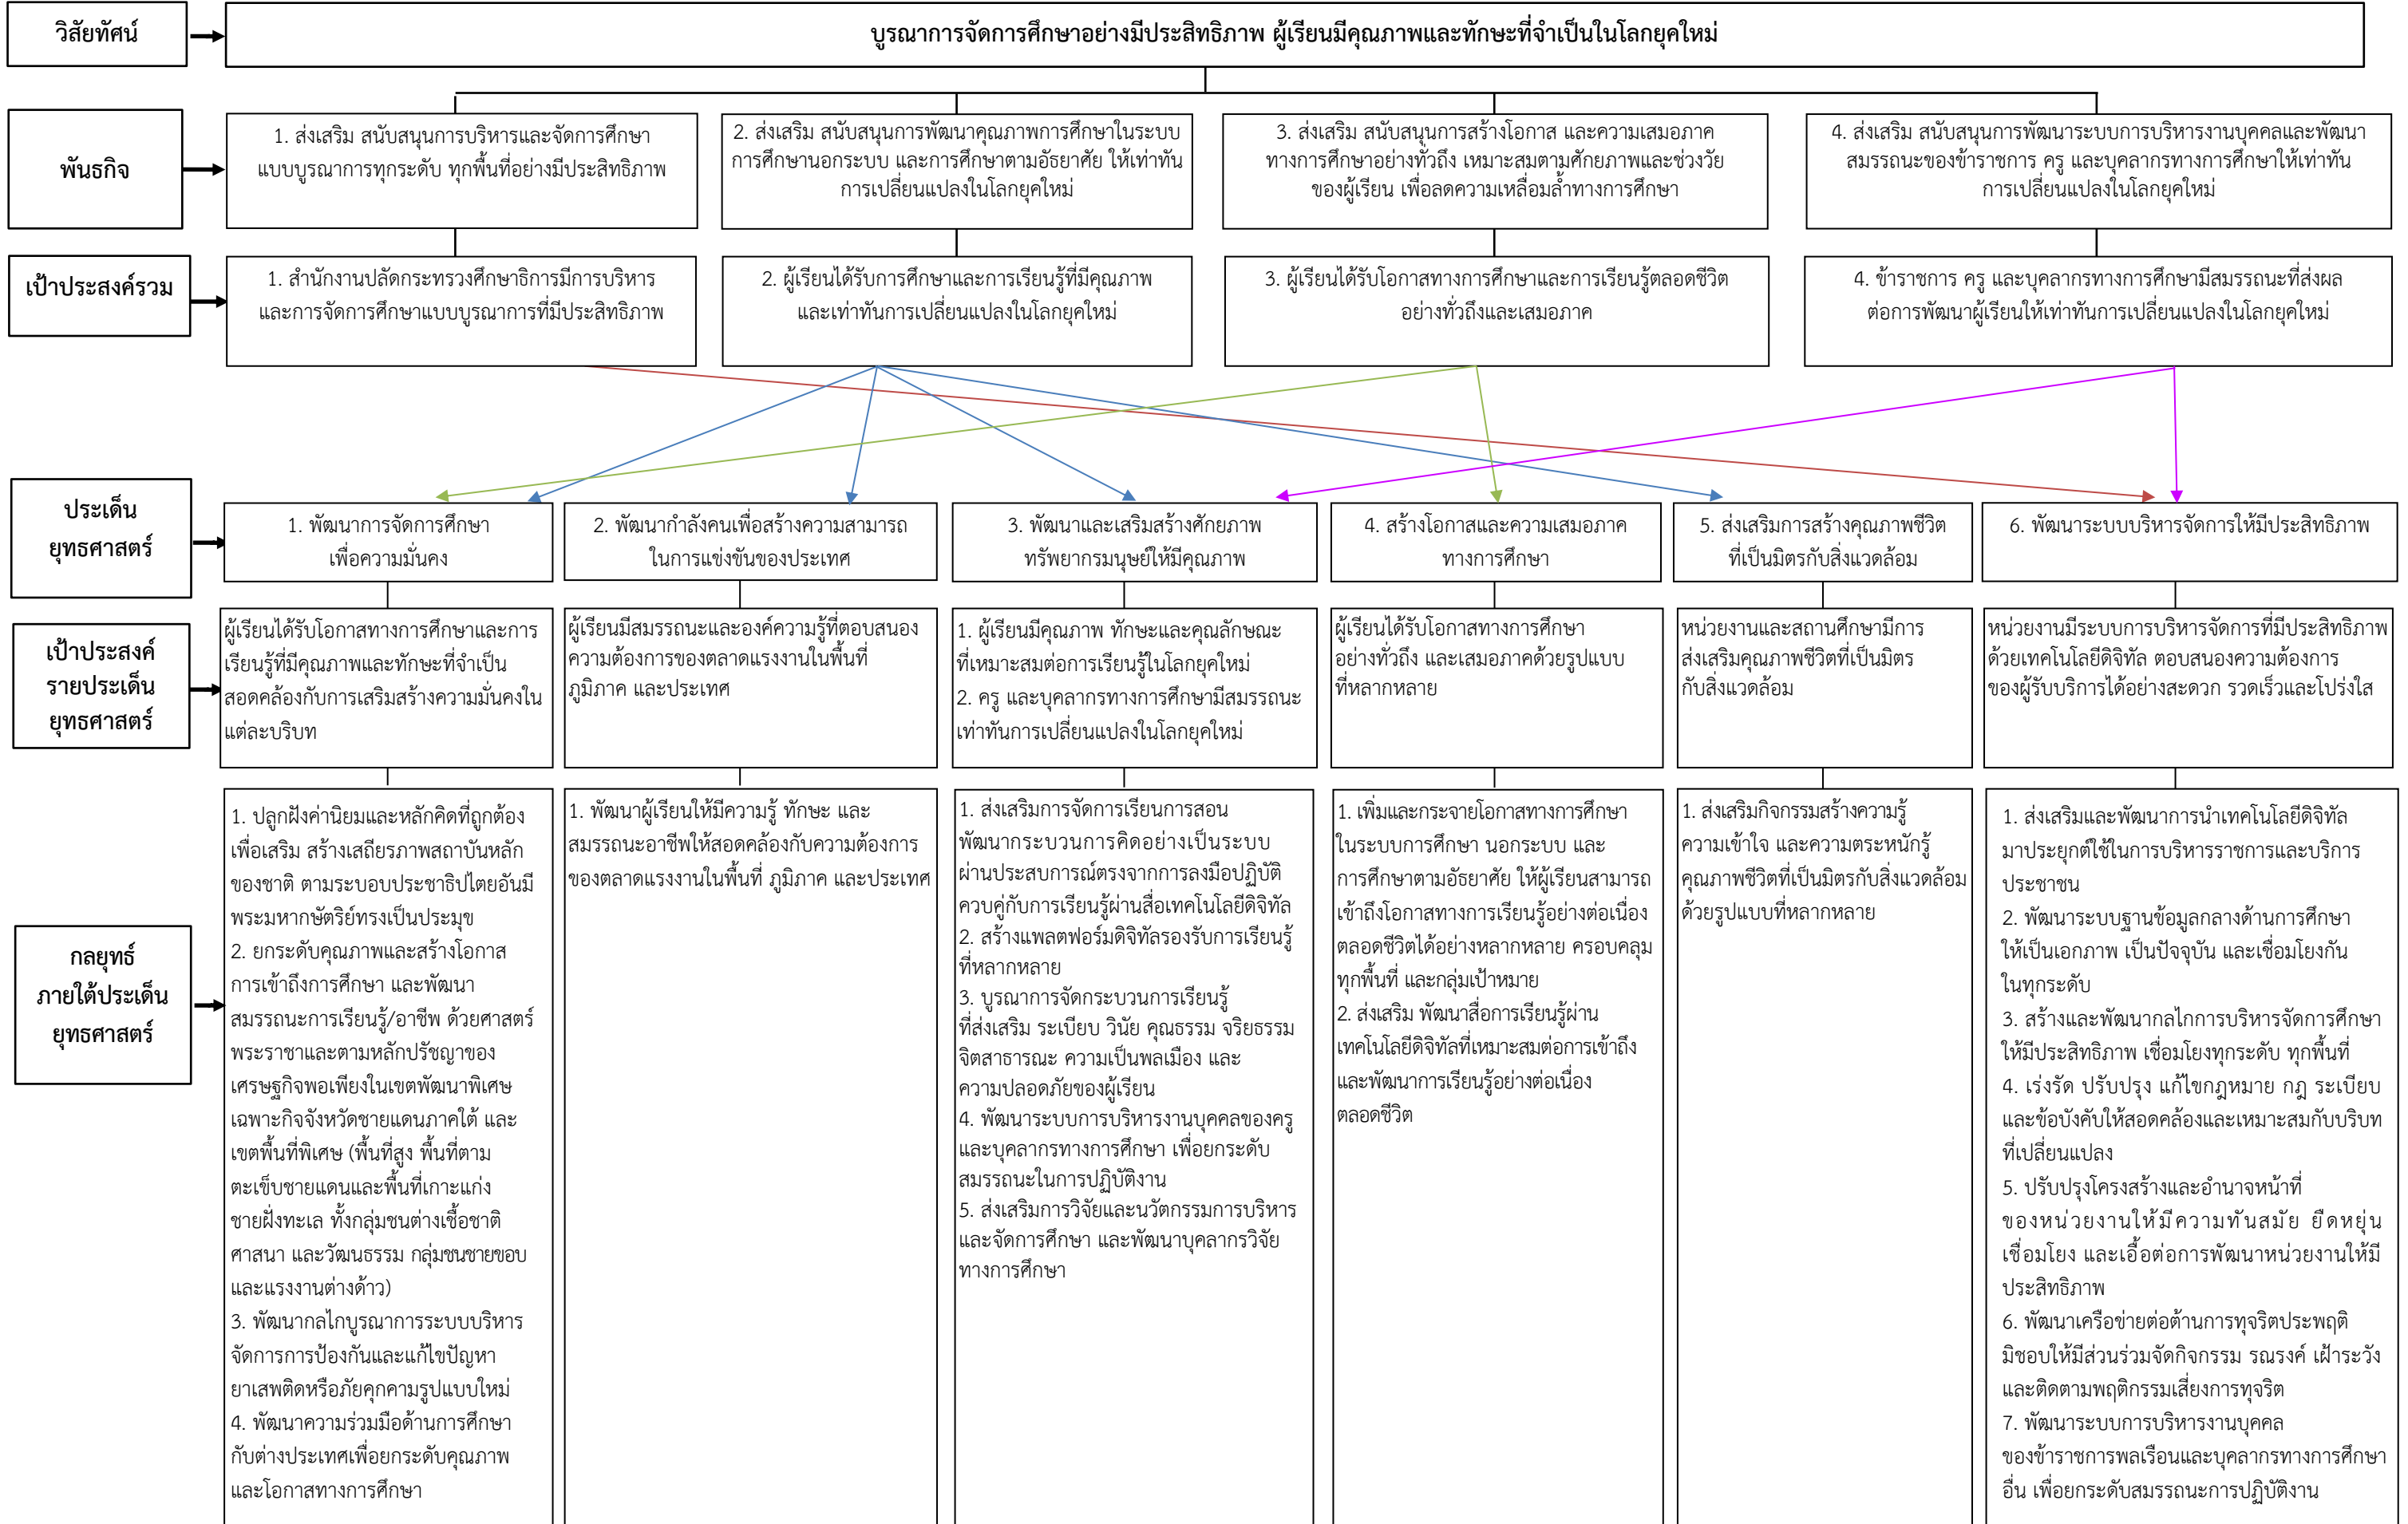 วิสัยทัศน์
บูรณาการจัดการศึกษาอย่างมีประสิทธิภาพ ผู้เรียนมีคุณภาพและทักษะที่จำเป็นในโลกยุคใหม่
พันธกิจ
1. ส่งเสริม สนับสนุนการบริหารและจัดการศึกษา
แบบบูรณาการทุกระดับ ทุกพื้นที่อย่างมีประสิทธิภาพ
2. ส่งเสริม สนับสนุนการพัฒนาคุณภาพการศึกษาในระบบ
การศึกษานอกระบบ และการศึกษาตามอัธยาศัย ให้เท่าทัน
การเปลี่ยนแปลงในโลกยุคใหม่
3. ส่งเสริม สนับสนุนการสร้างโอกาส และความเสมอภาค
ทางการศึกษาอย่างทั่วถึง เหมาะสมตามศักยภาพและช่วงวัย
ของผู้เรียน เพื่อลดความเหลื่อมล้ำทางการศึกษา
4. ส่งเสริม สนับสนุนการพัฒนาระบบการบริหารงานบุคคลและพัฒนา
สมรรถนะของข้าราชการ ครู และบุคลากรทางการศึกษาให้เท่าทัน
การเปลี่ยนแปลงในโลกยุคใหม่
เป้าประสงค์รวม
1. สำนักงานปลัดกระทรวงศึกษาธิการมีการบริหาร
และการจัดการศึกษาแบบบูรณาการที่มีประสิทธิภาพ
2. ผู้เรียนได้รับการศึกษาและการเรียนรู้ที่มีคุณภาพ
และเท่าทันการเปลี่ยนแปลงในโลกยุคใหม่
3. ผู้เรียนได้รับโอกาสทางการศึกษาและการเรียนรู้ตลอดชีวิต
อย่างทั่วถึงและเสมอภาค
4. ข้าราชการ ครู และบุคลากรทางการศึกษามีสมรรถนะที่ส่งผล
ต่อการพัฒนาผู้เรียนให้เท่าทันการเปลี่ยนแปลงในโลกยุคใหม่
ประเด็น
ยุทธศาสตร์
1. พัฒนาการจัดการศึกษา
เพื่อความมั่นคง
2. พัฒนากำลังคนเพื่อสร้างความสามารถ
ในการแข่งขันของประเทศ
3. พัฒนาและเสริมสร้างศักยภาพ
ทรัพยากรมนุษย์ให้มีคุณภาพ
4. สร้างโอกาสและความเสมอภาค
ทางการศึกษา
5. ส่งเสริมการสร้างคุณภาพชีวิต
ที่เป็นมิตรกับสิ่งแวดล้อม
6. พัฒนาระบบบริหารจัดการให้มีประสิทธิภาพ
เป้าประสงค์
รายประเด็น
ยุทธศาสตร์
ผู้เรียนได้รับโอกาสทางการศึกษาและการ
เรียนรู้ที่มีคุณภาพและทักษะที่จำเป็น
สอดคล้องกับการเสริมสร้างความมั่นคงใน
แต่ละบริบท
ผู้เรียนมีสมรรถนะและองค์ความรู้ที่ตอบสนอง
ความต้องการของตลาดแรงงานในพื้นที่
ภูมิภาค และประเทศ
1. ผู้เรียนมีคุณภาพ ทักษะและคุณลักษณะ
ที่เหมาะสมต่อการเรียนรู้ในโลกยุคใหม่
2. ครู และบุคลากรทางการศึกษามีสมรรถนะ
เท่าทันการเปลี่ยนแปลงในโลกยุคใหม่
ผู้เรียนได้รับโอกาสทางการศึกษา
อย่างทั่วถึง และเสมอภาคด้วยรูปแบบ
ที่หลากหลาย
หน่วยงานและสถานศึกษามีการ
ส่งเสริมคุณภาพชีวิตที่เป็นมิตร
กับสิ่งแวดล้อม
หน่วยงานมีระบบการบริหารจัดการที่มีประสิทธิภาพ
ด้วยเทคโนโลยีดิจิทัล ตอบสนองความต้องการ
ของผู้รับบริการได้อย่างสะดวก รวดเร็วและโปร่งใส
กลยุทธ์
ภายใต้ประเด็น
ยุทธศาสตร์
1. ปลูกฝังค่านิยมและหลักคิดที่ถูกต้อง
เพื่อเสริม สร้างเสถียรภาพสถาบันหลัก
ของชาติ ตามระบอบประชาธิปไตยอันมี
พระมหากษัตริย์ทรงเป็นประมุข
2. ยกระดับคุณภาพและสร้างโอกาส
การเข้าถึงการศึกษา และพัฒนา
สมรรถนะการเรียนรู้/อาชีพ ด้วยศาสตร์
พระราชาและตามหลักปรัชญาของ
เศรษฐกิจพอเพียงในเขตพัฒนาพิเศษ
เฉพาะกิจจังหวัดชายแดนภาคใต้ และ
เขตพื้นที่พิเศษ (พื้นที่สูง พื้นที่ตาม
ตะเข็บชายแดนและพื้นที่เกาะแก่ง
ชายฝั่งทะเล ทั้งกลุ่มชนต่างเชื้อชาติ
ศาสนา และวัฒนธรรม กลุ่มชนชายขอบ
และแรงงานต่างด้าว)
3. พัฒนากลไกบูรณาการระบบบริหาร
จัดการการป้องกันและแก้ไขปัญหา
ยาเสพติดหรือภัยคุกคามรูปแบบใหม่
4. พัฒนาความร่วมมือด้านการศึกษา
กับต่างประเทศเพื่อยกระดับคุณภาพ
และโอกาสทางการศึกษา
1. พัฒนาผู้เรียนให้มีความรู้ ทักษะ และ
สมรรถนะอาชีพให้สอดคล้องกับความต้องการ
ของตลาดแรงงานในพื้นที่ ภูมิภาค และประเทศ
1. ส่งเสริมการจัดการเรียนการสอน
พัฒนากระบวนการคิดอย่างเป็นระบบ
ผ่านประสบการณ์ตรงจากการลงมือปฏิบัติ
ควบคู่กับการเรียนรู้ผ่านสื่อเทคโนโลยีดิจิทัล
2. สร้างแพลตฟอร์มดิจิทัลรองรับการเรียนรู้
ที่หลากหลาย
3. บูรณาการจัดกระบวนการเรียนรู้
ที่ส่งเสริม ระเบียบ วินัย คุณธรรม จริยธรรม
จิตสาธารณะ ความเป็นพลเมือง และ
ความปลอดภัยของผู้เรียน
4. พัฒนาระบบการบริหารงานบุคคลของครู
และบุคลากรทางการศึกษา เพื่อยกระดับ
สมรรถนะในการปฏิบัติงาน
5. ส่งเสริมการวิจัยและนวัตกรรมการบริหาร
และจัดการศึกษา และพัฒนาบุคลากรวิจัย
ทางการศึกษา
1. เพิ่มและกระจายโอกาสทางการศึกษา
ในระบบการศึกษา นอกระบบ และ
การศึกษาตามอัธยาศัย ให้ผู้เรียนสามารถ
เข้าถึงโอกาสทางการเรียนรู้อย่างต่อเนื่อง
ตลอดชีวิตได้อย่างหลากหลาย ครอบคลุม
ทุกพื้นที่ และกลุ่มเป้าหมาย
2. ส่งเสริม พัฒนาสื่อการเรียนรู้ผ่าน
เทคโนโลยีดิจิทัลที่เหมาะสมต่อการเข้าถึง
และพัฒนาการเรียนรู้อย่างต่อเนื่อง
ตลอดชีวิต
1. ส่งเสริมกิจกรรมสร้างความรู้
ความเข้าใจ และความตระหนักรู้
คุณภาพชีวิตที่เป็นมิตรกับสิ่งแวดล้อม
ด้วยรูปแบบที่หลากหลาย
1. ส่งเสริมและพัฒนาการนำเทคโนโลยีดิจิทัล
มาประยุกต์ใช้ในการบริหารราชการและบริการ
ประชาชน
2. พัฒนาระบบฐานข้อมูลกลางด้านการศึกษา
ให้เป็นเอกภาพ เป็นปัจจุบัน และเชื่อมโยงกัน
ในทุกระดับ
3. สร้างและพัฒนากลไกการบริหารจัดการศึกษา
ให้มีประสิทธิภาพ เชื่อมโยงทุกระดับ ทุกพื้นที่
4. เร่งรัด ปรับปรุง แก้ไขกฎหมาย กฎ ระเบียบ
และข้อบังคับให้สอดคล้องและเหมาะสมกับบริบท
ที่เปลี่ยนแปลง
5. ปรับปรุงโครงสร้างและอำนาจหน้าที่
ของหน่วยงานให้มีความทันสมัย ยืดหยุ่น
เชื่อมโยง และเอื้อต่อการพัฒนาหน่วยงานให้มี
ประสิทธิภาพ
6. พัฒนาเครือข่ายต่อต้านการทุจริตประพฤติ
มิชอบให้มีส่วนร่วมจัดกิจกรรม รณรงค์ เฝ้าระวัง
และติดตามพฤติกรรมเสี่ยงการทุจริต
7. พัฒนาระบบการบริหารงานบุคคล
ของข้าราชการพลเรือนและบุคลากรทางการศึกษา
อื่น เพื่อยกระดับสมรรถนะการปฏิบัติงาน